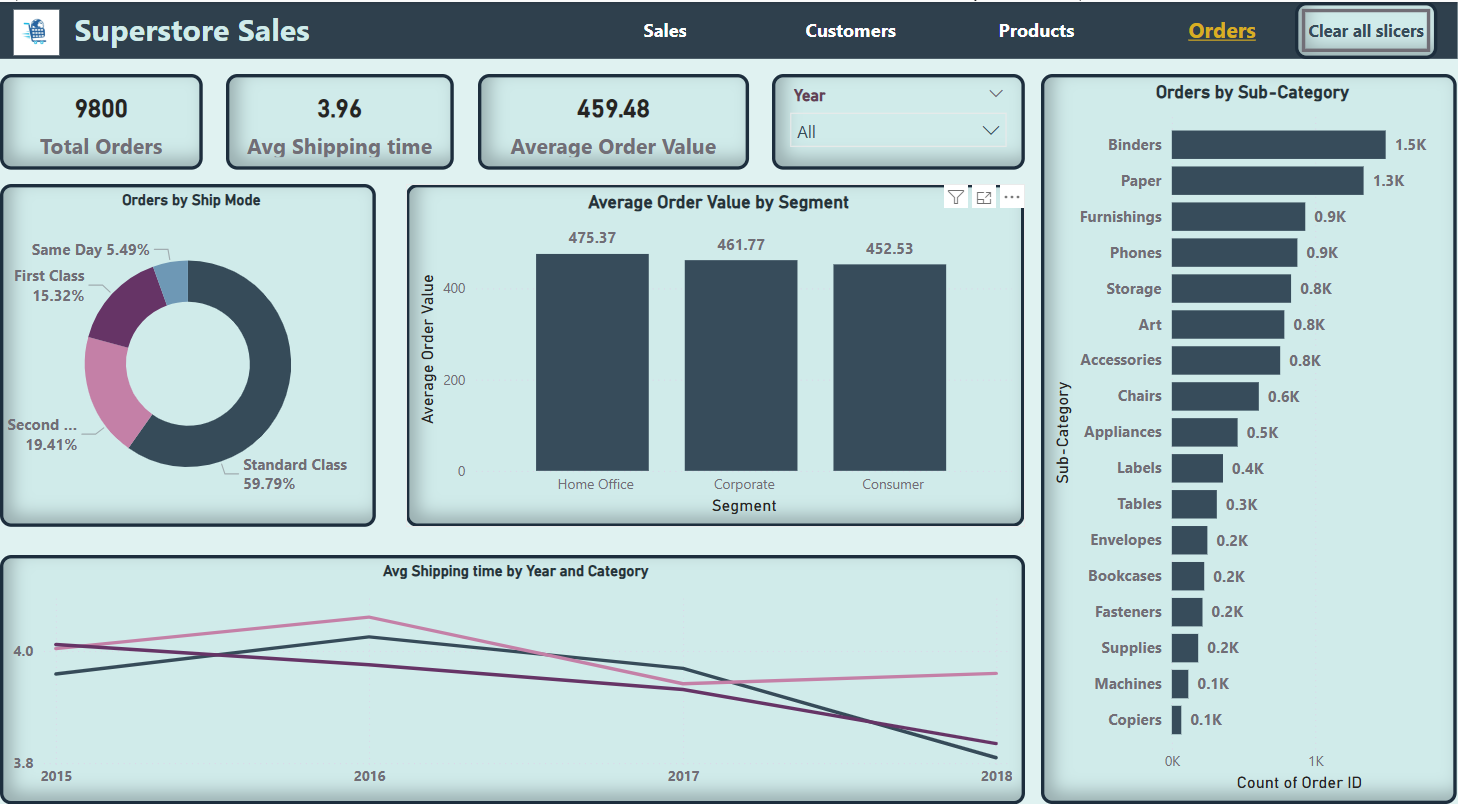 Superstore Sales
Sales
Customers
Products
Orders
Clear all slicers
9800
Total Orders
3.96
Avg Shipping time
459.48
Average Order Value
Year
All
Orders by Ship Mode
Same Day 5.49%
First Class
15.32%
Second ...
19.41%
Standard Class
59.79%
Average Order Value by Segment
Average Order Value
400
200
0
475.37
461.77
452.53
Home Office
Corporate
Consumer
Segment
Avg Shipping time by Year and Category
4.0
3.8
2015
2016
2017
2018
Orders by Sub-Category
Sub-Category
Binders 1.5K
Paper 1.3K
Furnishings 0.9K
Phones 0.9K
Storage 0.8K
Art 0.8K
Accessories 0.8K
Chairs 0.6K
Appliances 0.5K
Labels 0.4K
Tables 0.3K
Envelopes 0.2K
Bookcases 0.2K
Fasteners 0.2K
Supplies 0.2K
Machines 0.1K
Copiers 0.1K
0K
1K
Count of Order ID